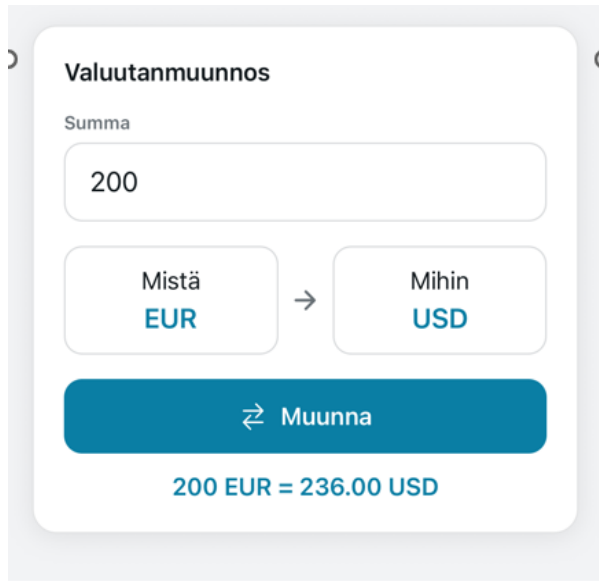 Valuutanmuunnos
Summa
200
Mistä
EUR
Mihin
USD
Muunna
200 EUR = 236.00 USD